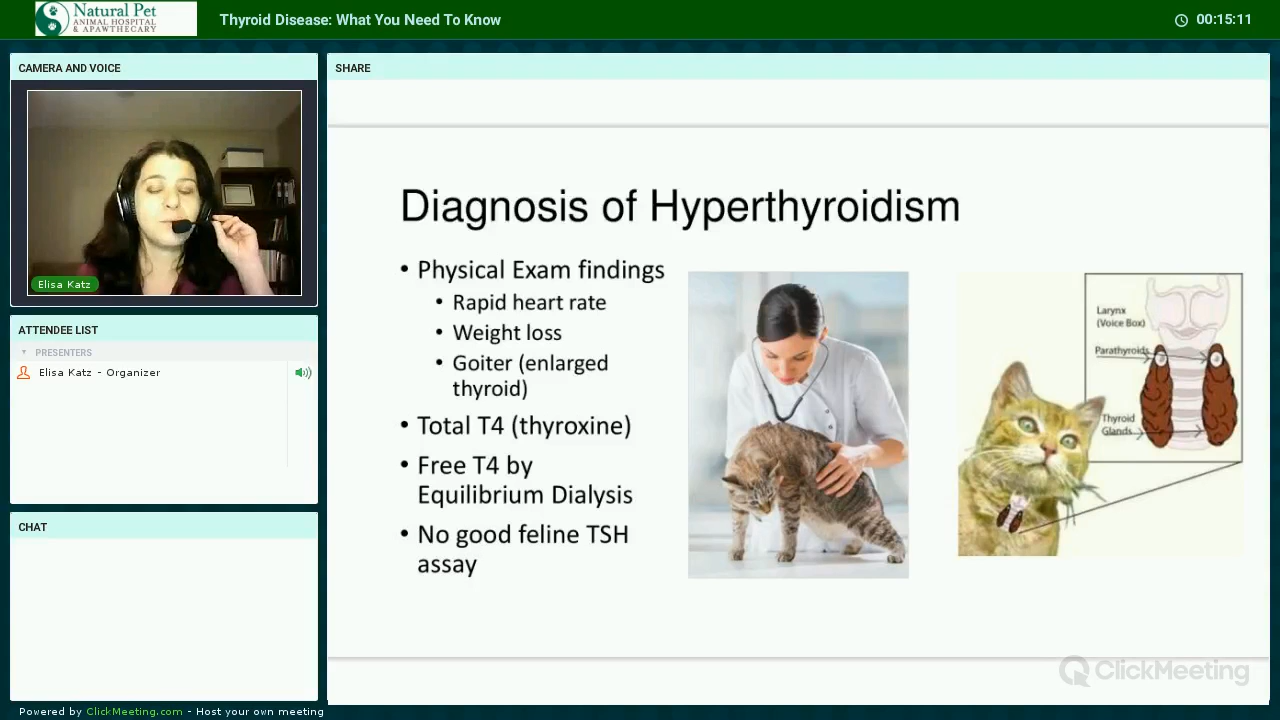 Natural Pet
ANIMAL HOSPITAL
& APAWTHECARY
Thyroid Disease: What You Need To Know
00:15:11
CAMERA AND VOICE
Elisa Katz
ATTENDEE LIST
PRESENTERS
Elisa Katz - Organizer
CHAT
SHARE
Diagnosis of Hyperthyroidism
• Physical Exam findings
• Rapid heart rate
• Weight loss
• Goiter (enlarged
thyroid)
• Total T4 (thyroxine)
• Free T4 by
Equilibrium Dialysis
• No good feline TSH
assay
Larynx
(Voice Box)
Parathyroids
Thyroid
Glands
ClickMeeting
Powered by ClickMeeting.com - Host your own meeting